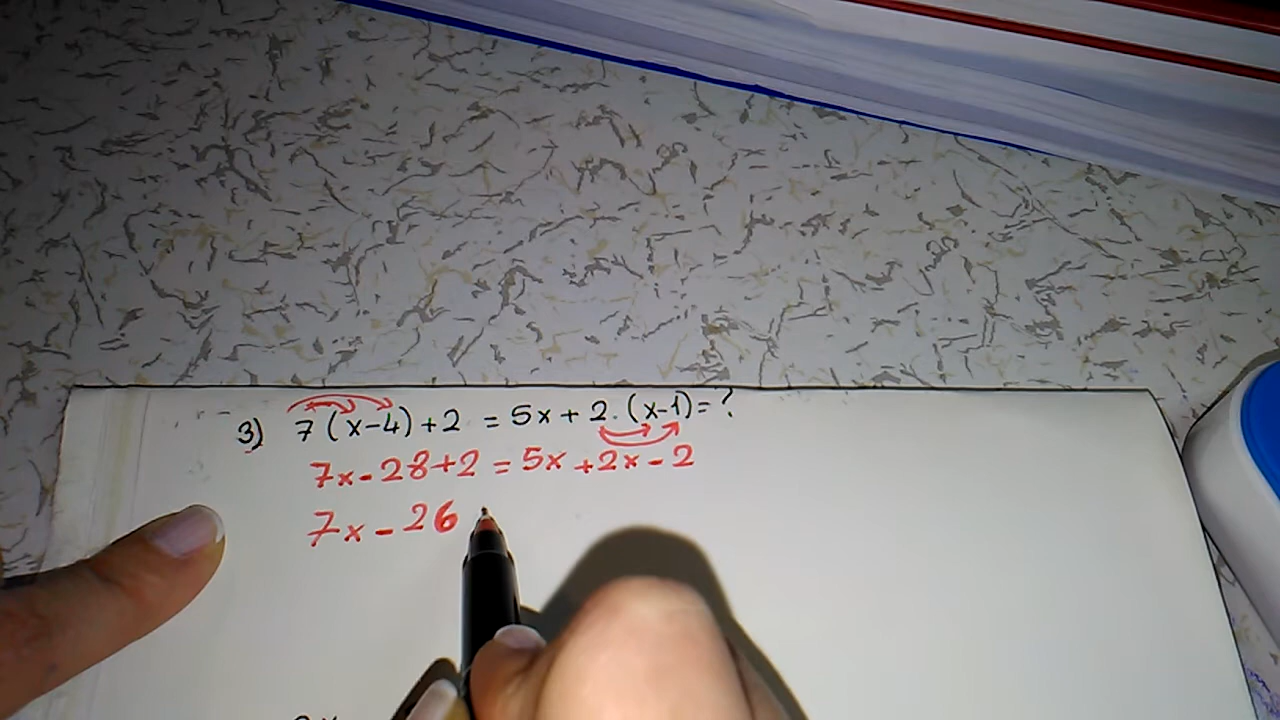 3) 7(x-4)+2 = 5x+2.(x-1)=?
7x-28+2=5x+2x-2
7x-26